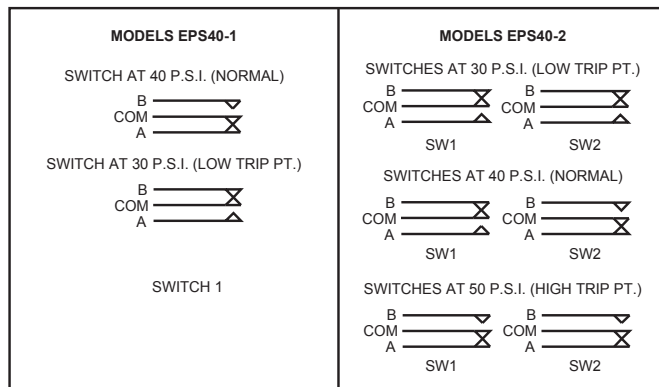 MODELS EPS40-1
SWITCH AT 40 P.S.I. (NORMAL)
B
COM
A
SWITCH AT 30 P.S.I. (LOW TRIP PT.)
B
COM
A
SWITCH 1
MODELS EPS40-2
SWITCHES AT 30 P.S.I. (LOW TRIP PT.)
B B
COM COM
A A
SW1 SW2
SWITCHES AT 40 P.S.I. (NORMAL)
B B
COM COM
A A
SW1 SW2
SWITCHES AT 50 P.S.I. (HIGH TRIP PT.)
B B
COM COM
A A
SW1 SW2